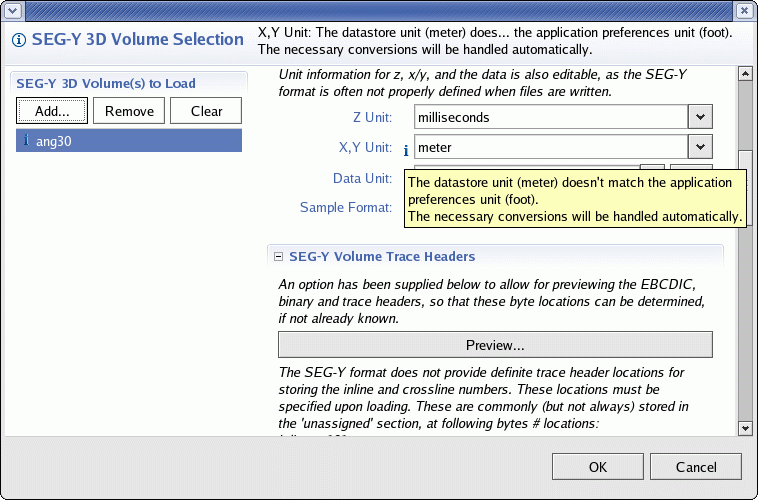 SEG-Y 3D Volume Selection
X,Y Unit: The datastore unit (meter) does... the application preferences unit (foot).
The necessary conversions will be handled automatically.
SEG-Y 3D Volume(s) to Load
Add...
Remove
Clear
ang30
Unit information for z, x/y, and the data is also editable, as the SEG-Y
format is often not properly defined when files are written.
Z Unit:
milliseconds
X,Y Unit:
meter
Data Unit:
The datastore unit (meter) doesn't match the application
preferences unit (foot).
The necessary conversions will be handled automatically.
Sample Format:
SEG-Y Volume Trace Headers
An option has been supplied below to allow for previewing the EBCDIC,
binary and trace headers, so that these byte locations can be determined,
if not already known.
Preview...
The SEG-Y format does not provide definite trace header locations for
storing the inline and crossline numbers. These locations must be
specified upon loading. These are commonly (but not always) stored in
the 'unassigned' section, at following bytes # locations:
OK
Cancel